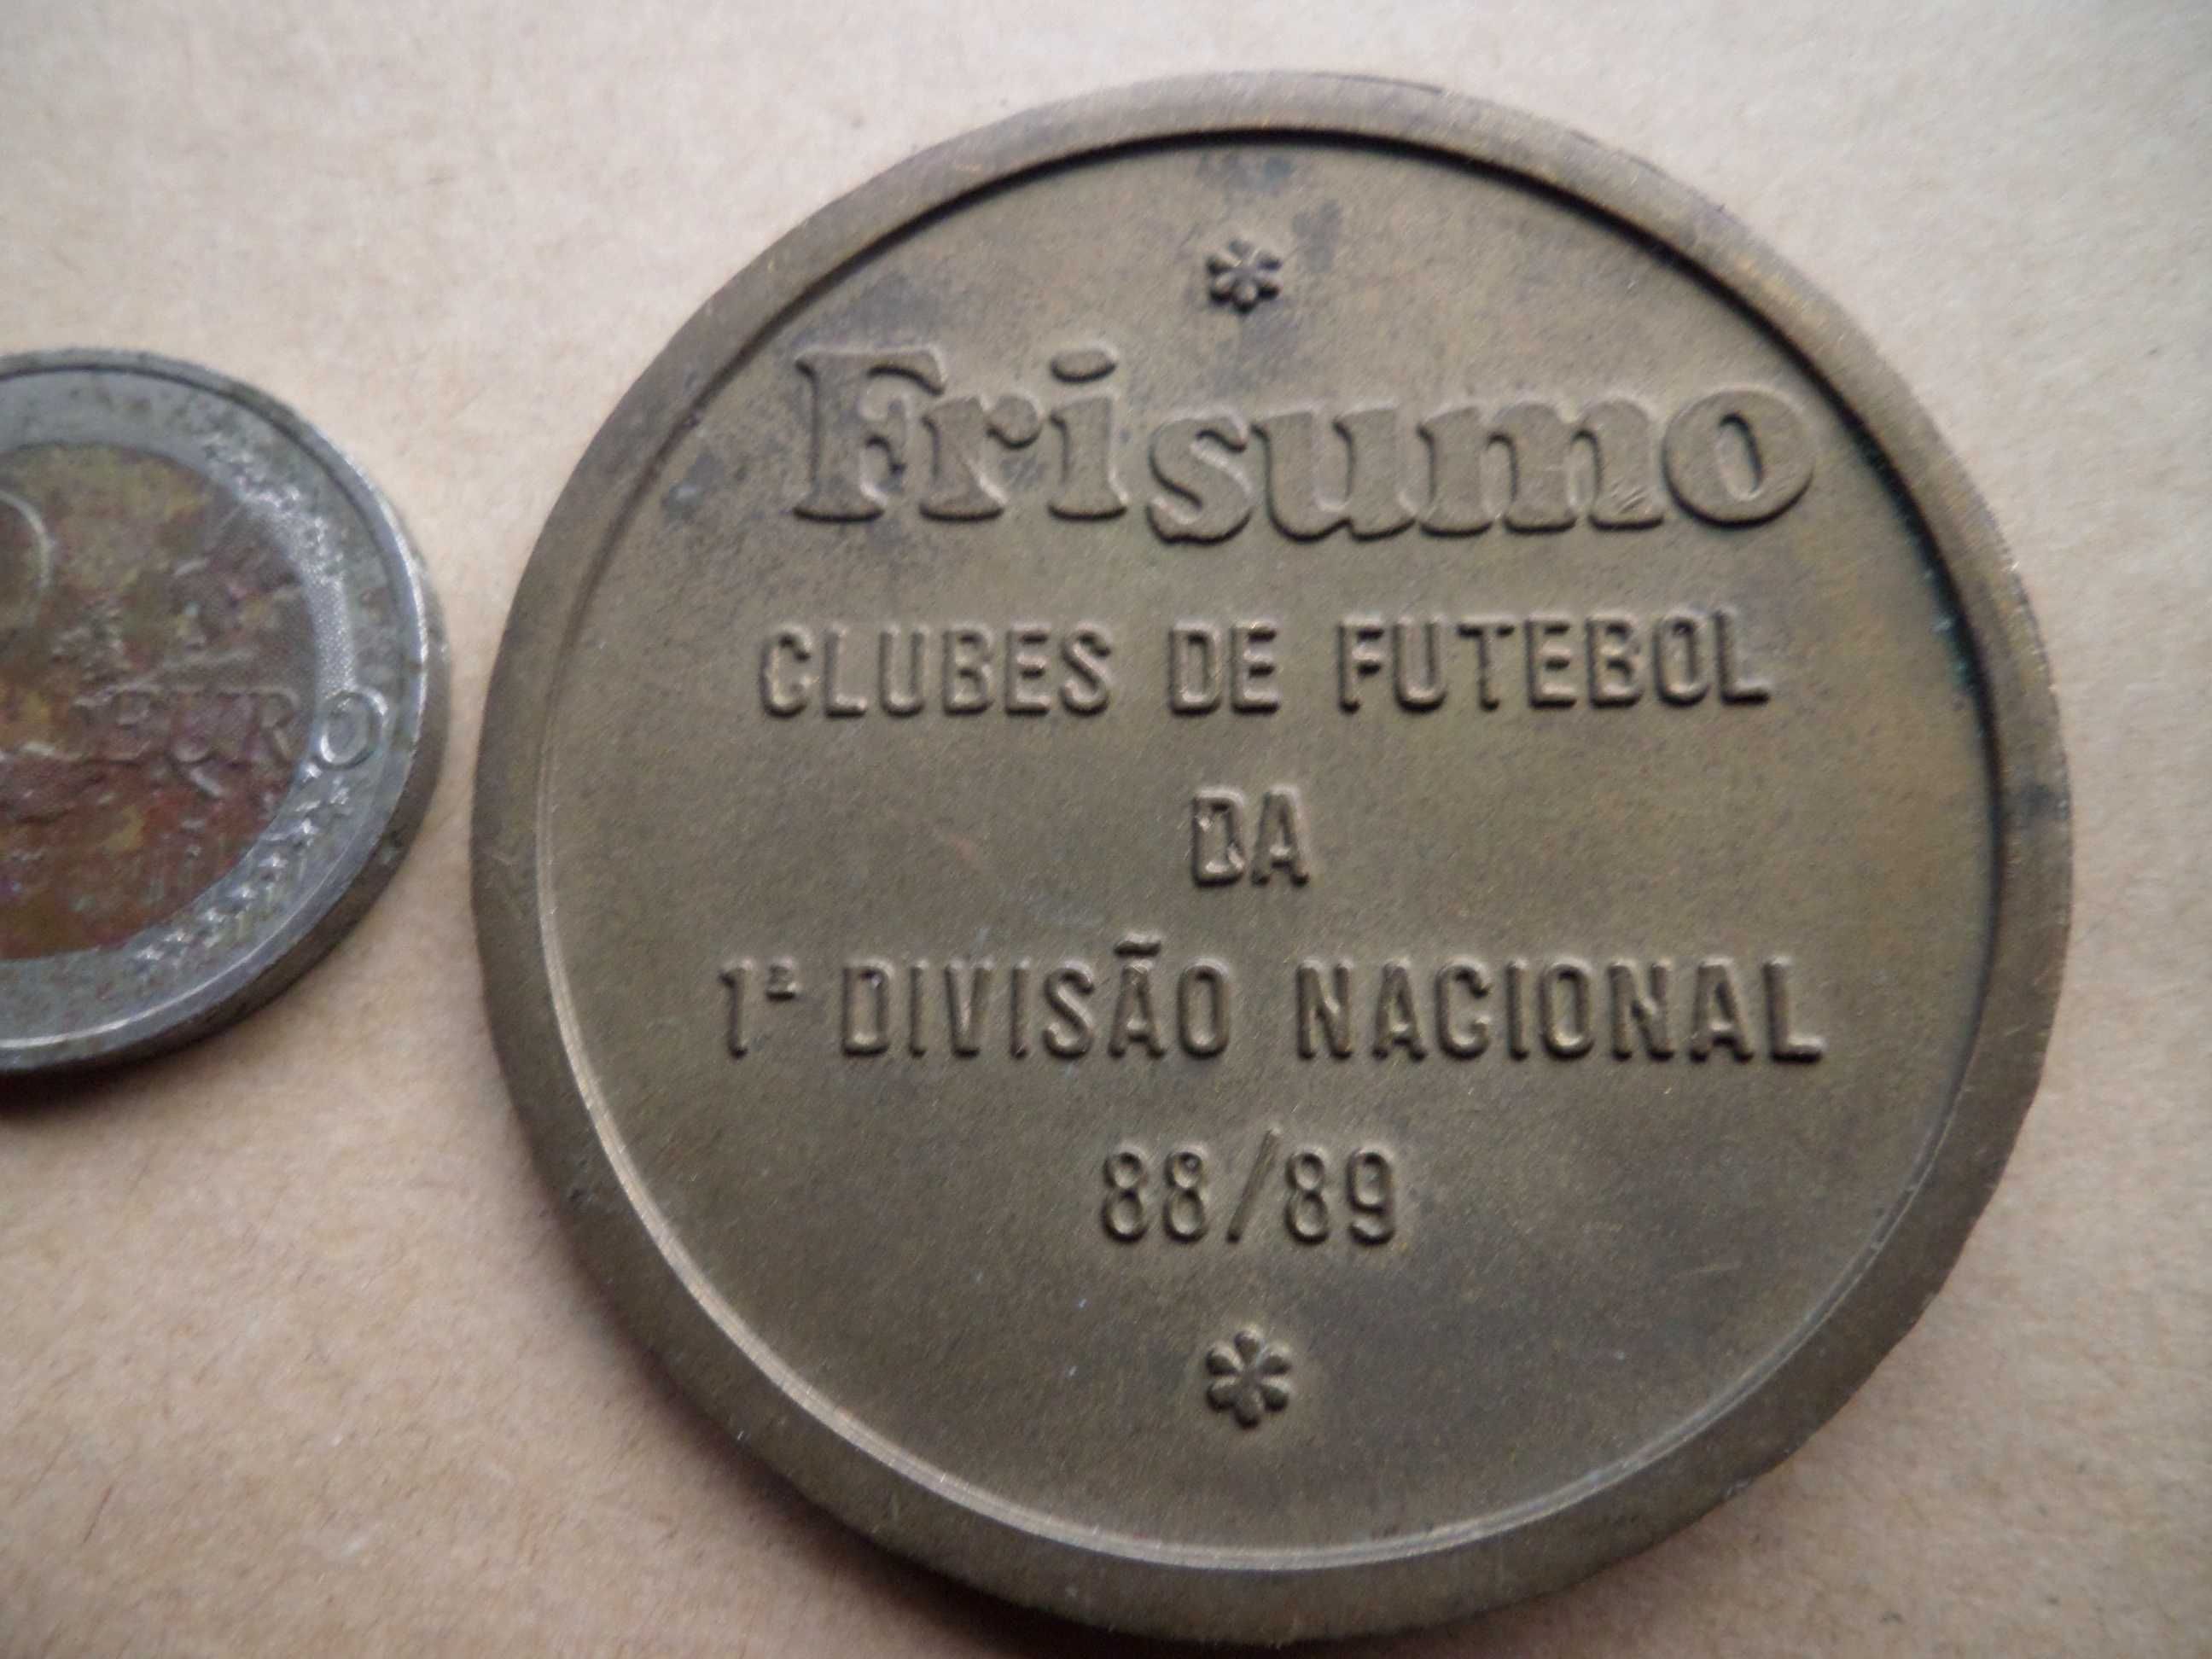 Frisumo
CLUBES DE FUTEBOL
DA
1ª DIVISÃO NACIONAL
88/89
EURO